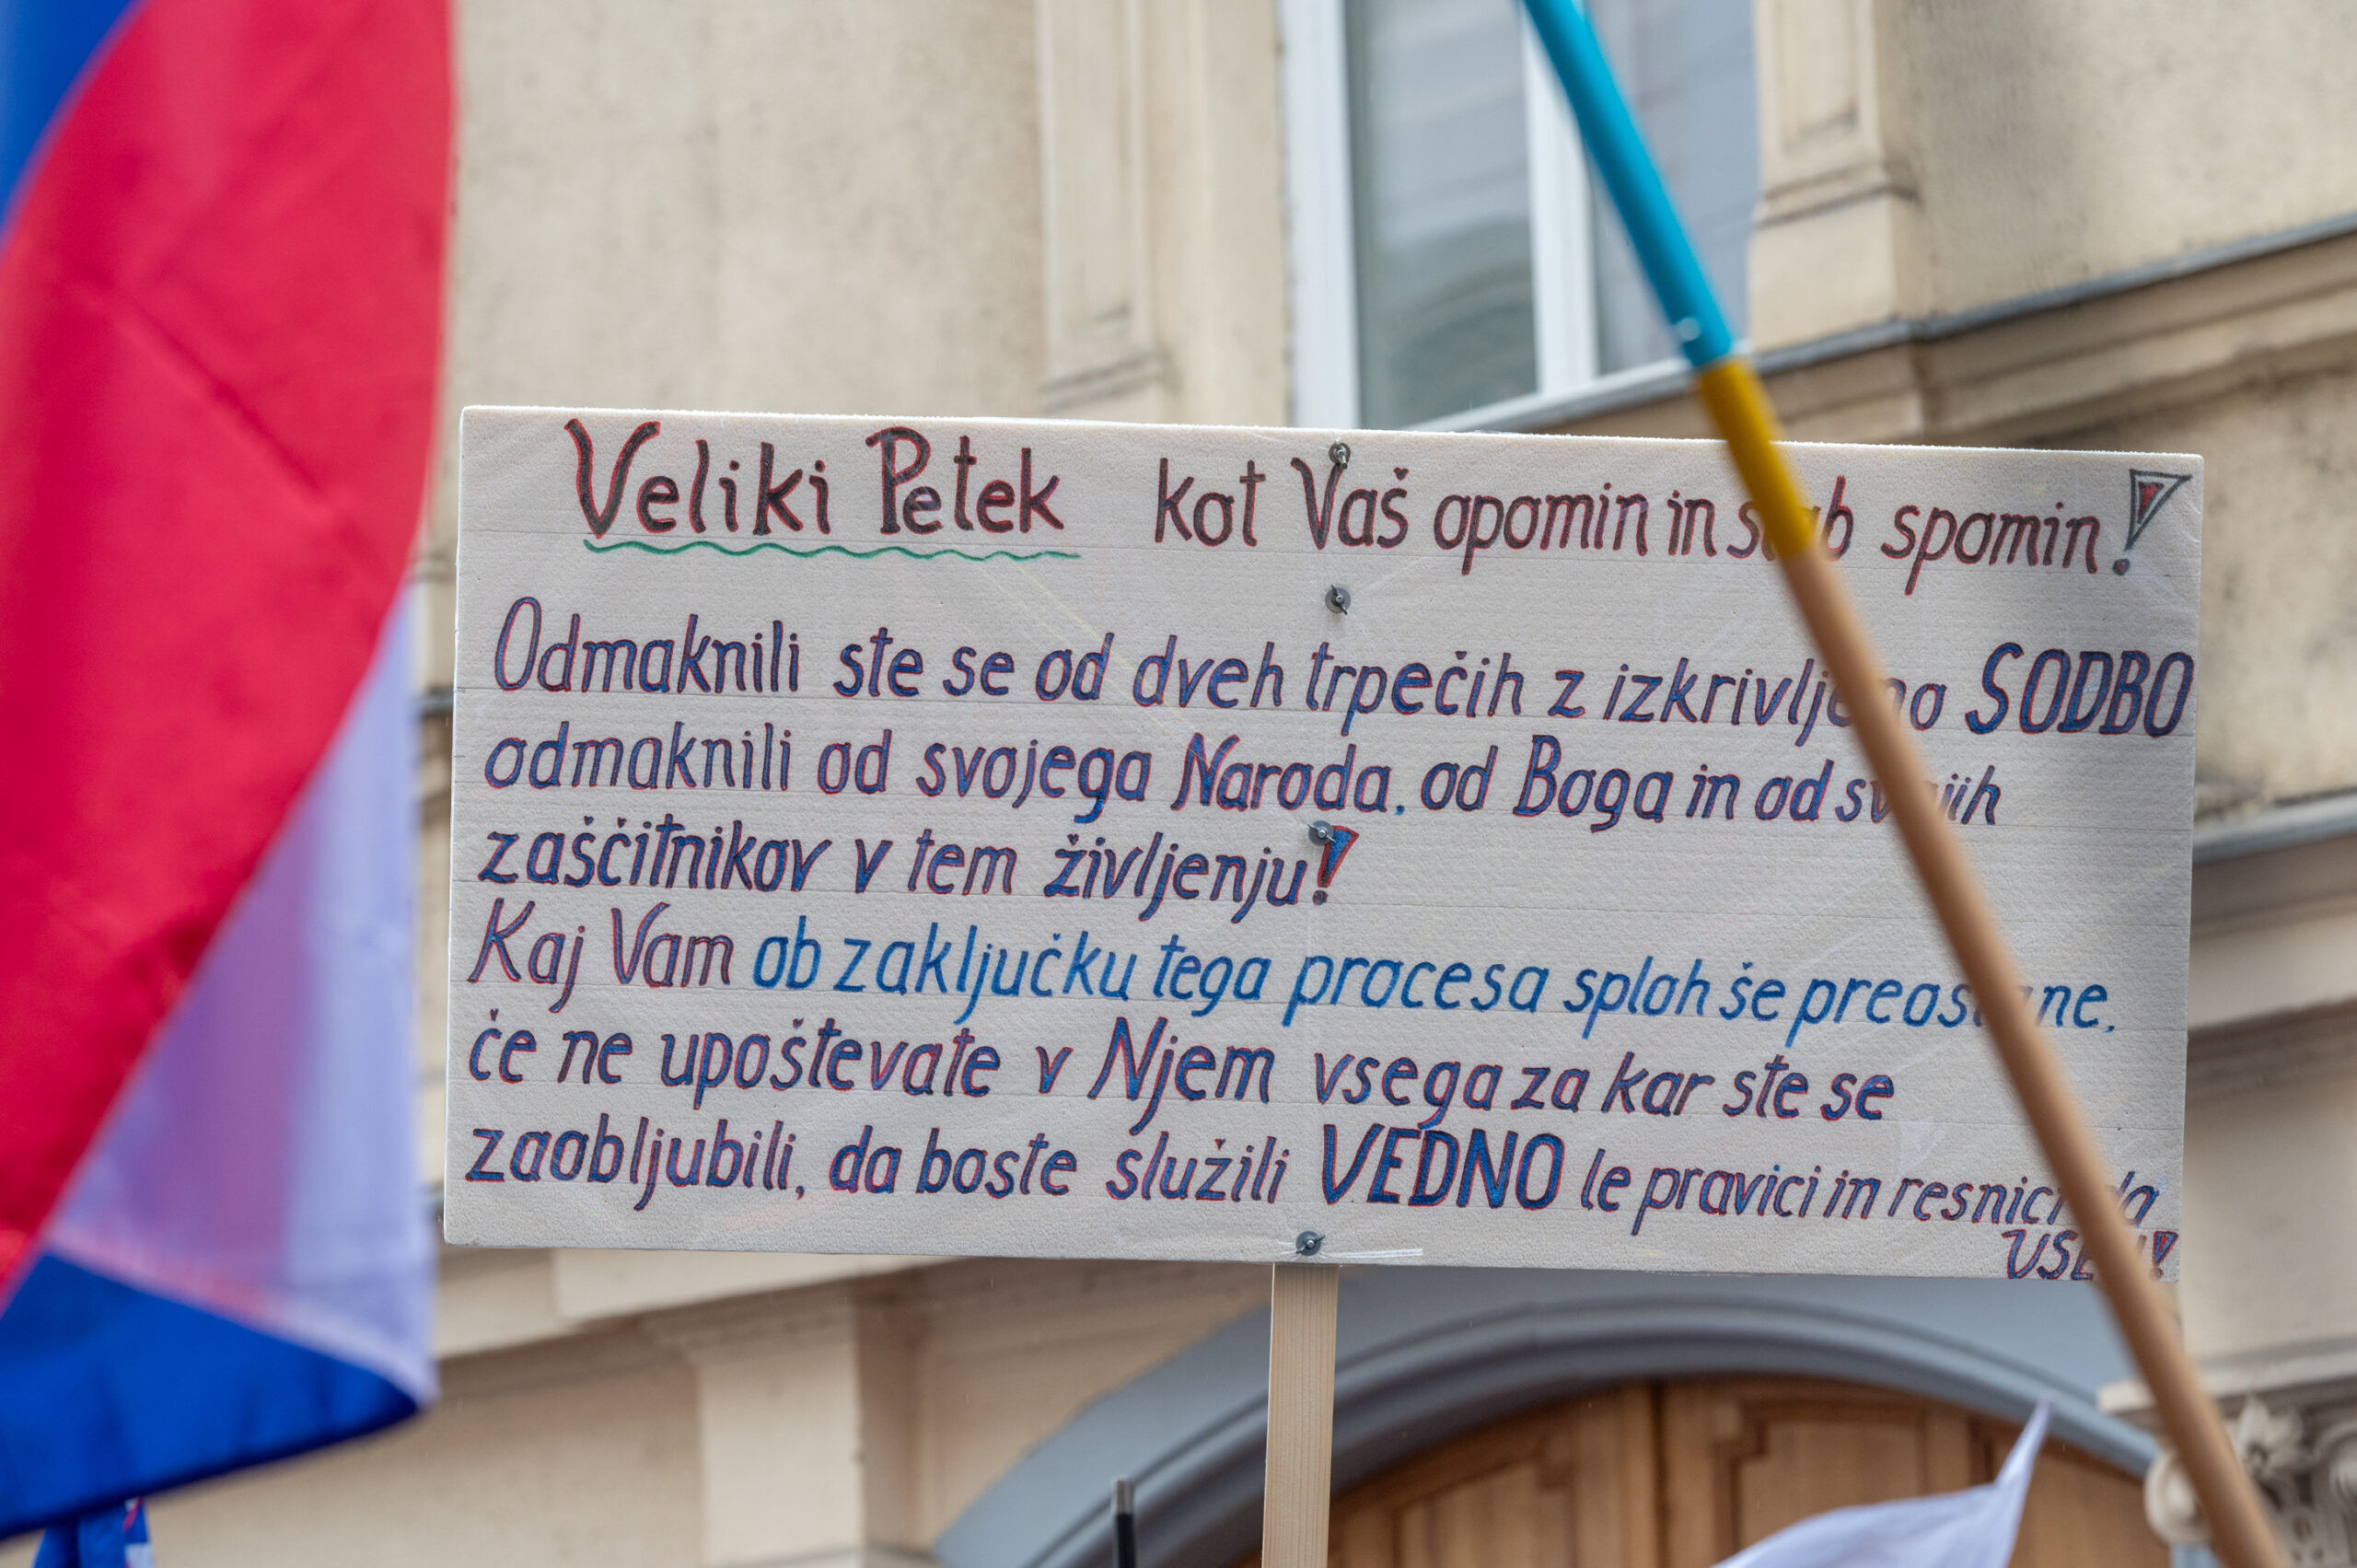 Veliki Petek kot Vaš opomin in slab spomin!
Odmaknili ste se od dveh trpečih z izkrivljeno SODBO
odmaknili od svojega Naroda, od Boga in od svojih
zaščitnikov v tem življenju!
Kaj Vam ob zaključku tega procesa sploh še preostane,
če ne upoštevate v Njem vsega za kar ste se
zaobljubili, da boste služili VEDNO le pravici in resnici